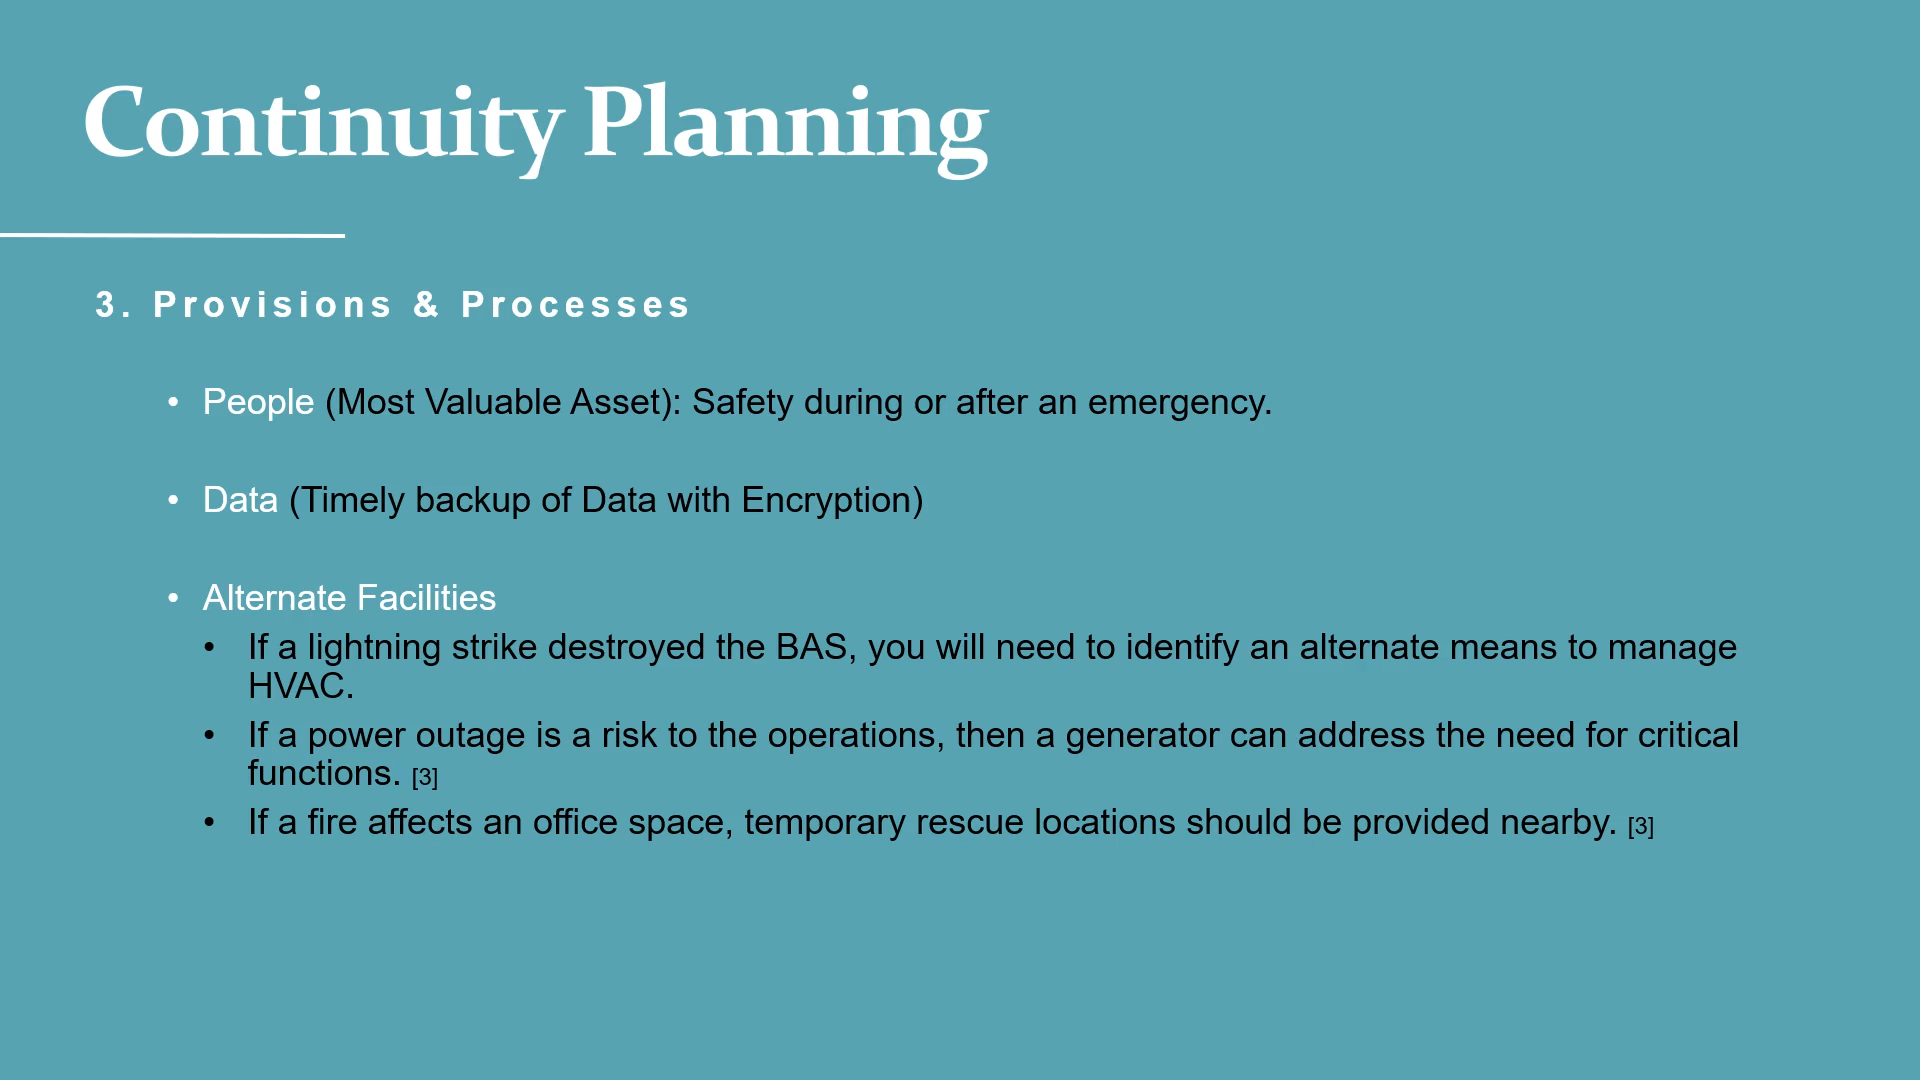 Continuity Planning
3. Provisions & Processes
• People (Most Valuable Asset): Safety during or after an emergency.
• Data (Timely backup of Data with Encryption)
• Alternate Facilities
• If a lightning strike destroyed the BAS, you will need to identify an alternate means to manage
HVAC.
• If a power outage is a risk to the operations, then a generator can address the need for critical
functions. [3]
• If a fire affects an office space, temporary rescue locations should be provided nearby. [3]